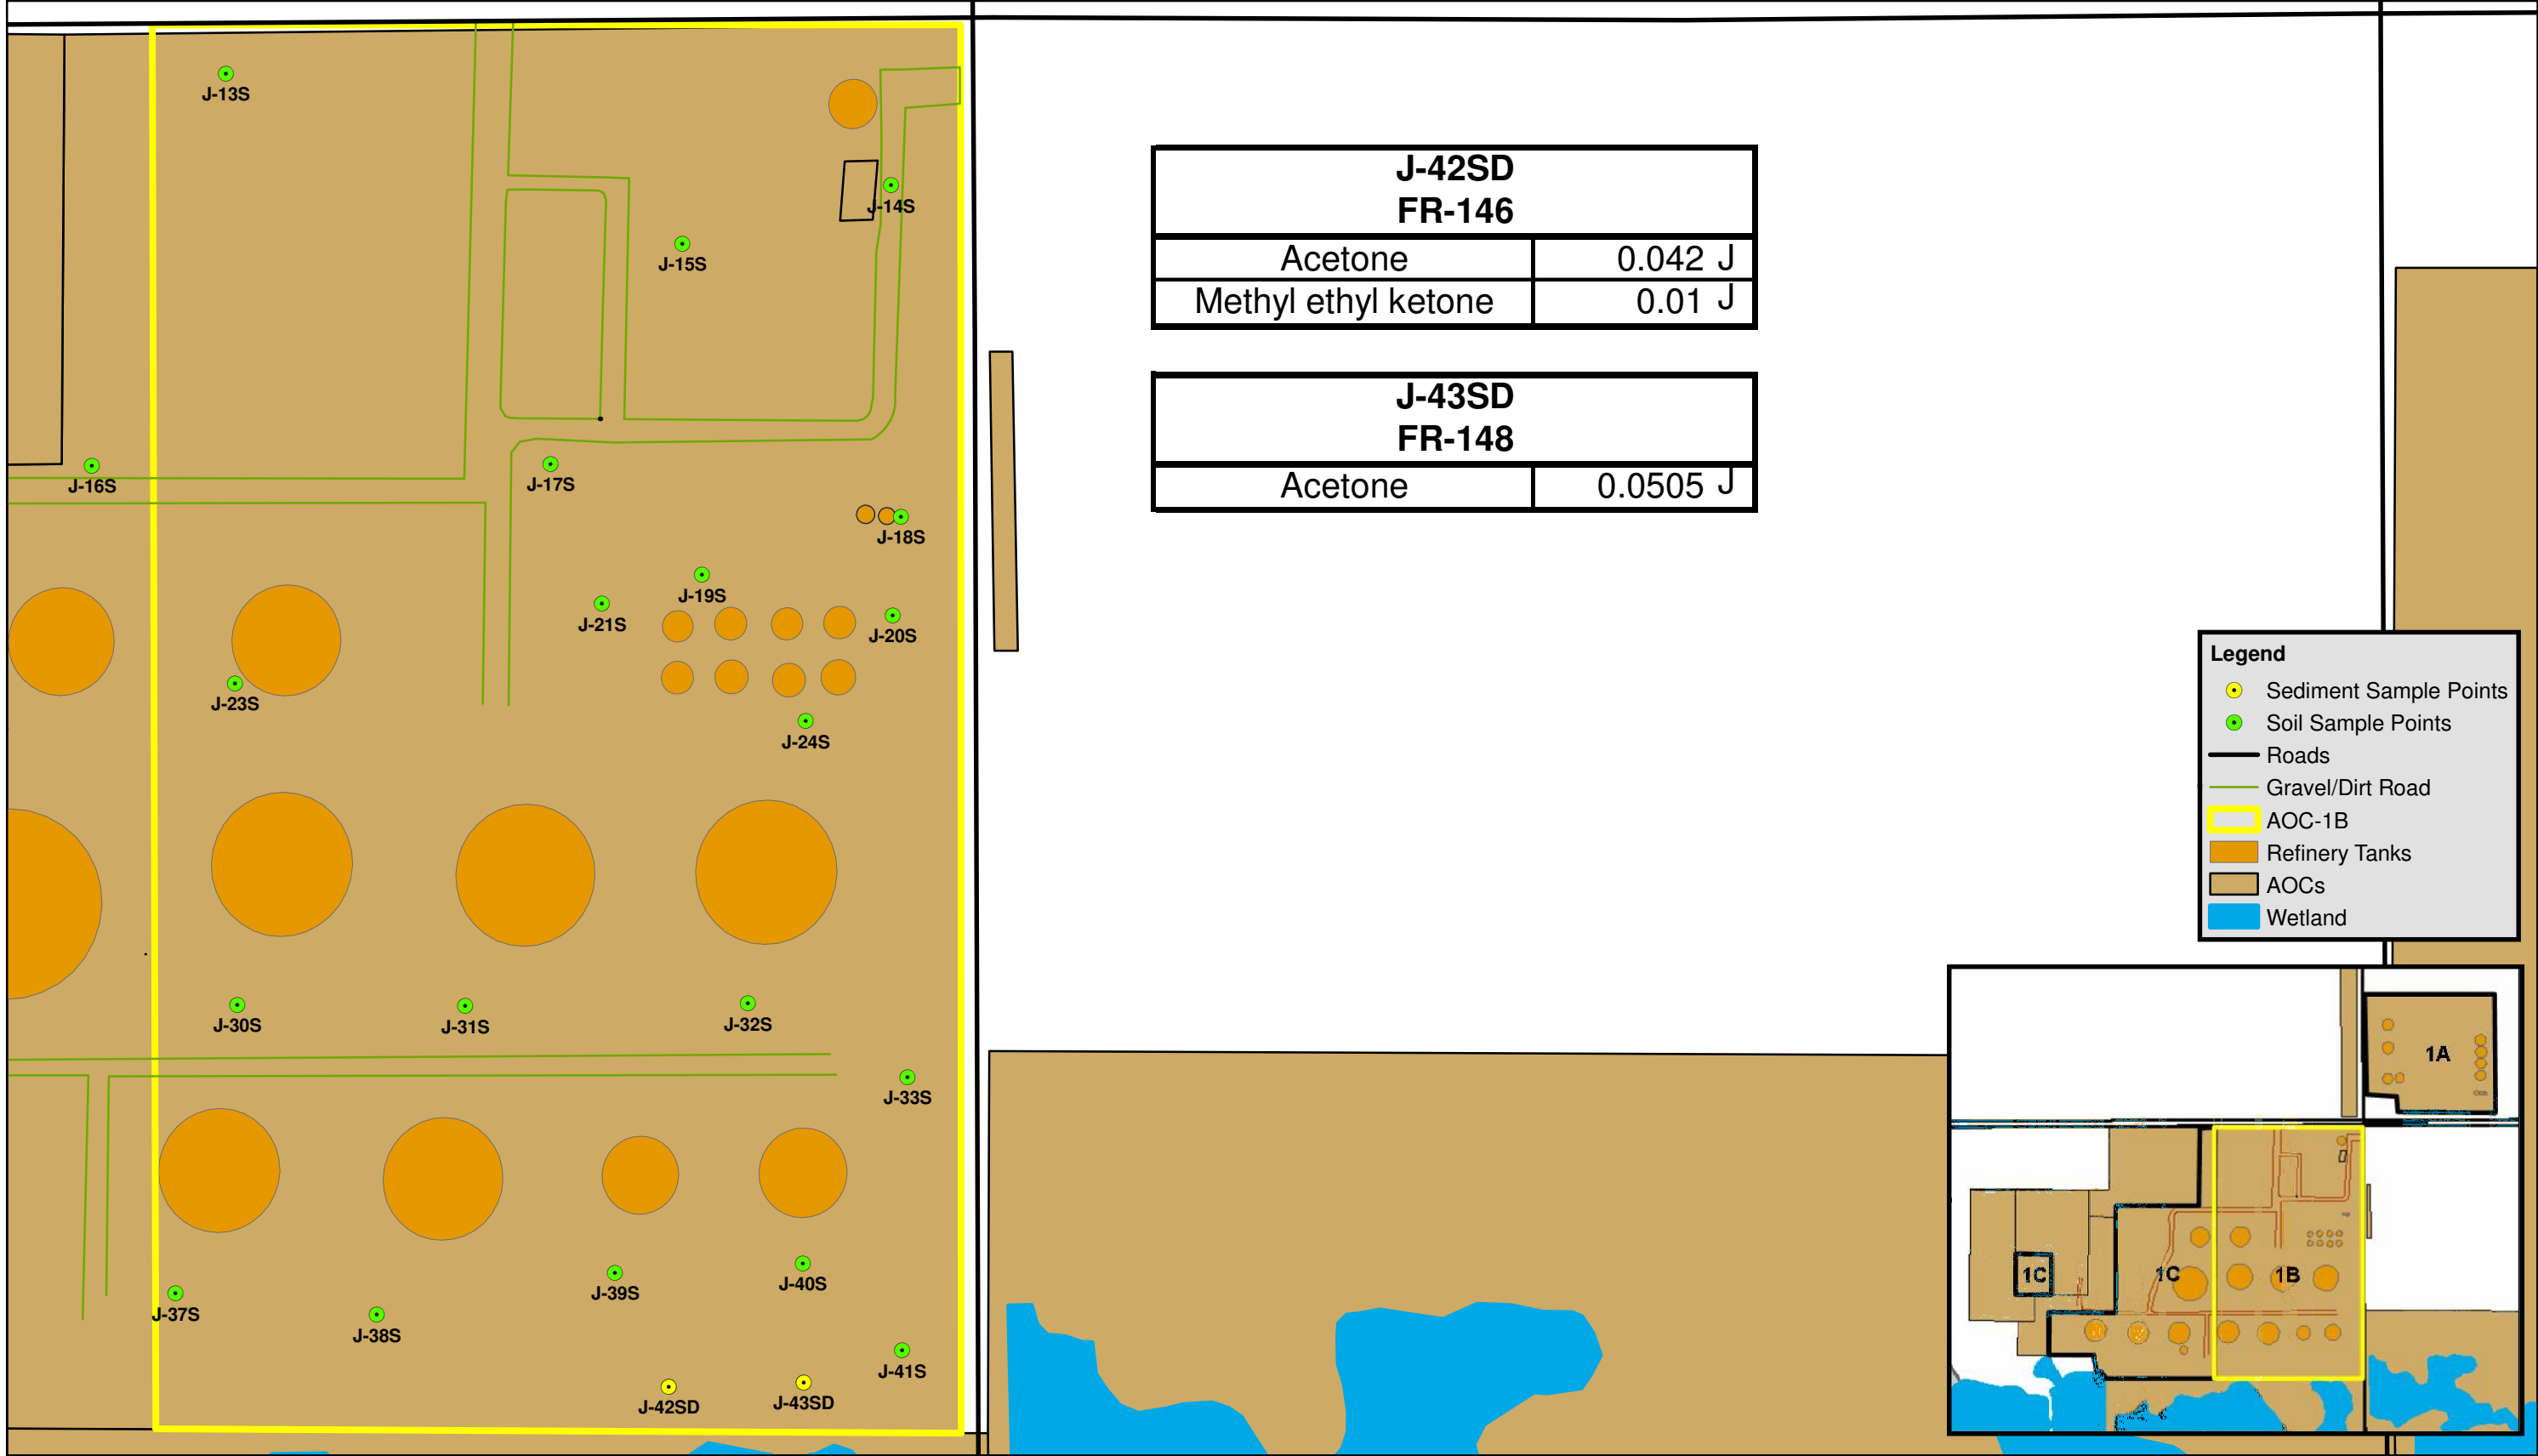 J-13S
J-14S
J-15S
J-16S
J-17S
J-18S
J-19S
J-21S
J-20S
J-23S
J-24S
J-30S
J-31S
J-32S
J-33S
J-37S
J-38S
J-39S
J-40S
J-41S
J-42SD
J-43SD
J-42SD
FR-146
Acetone 0.042 J
Methyl ethyl ketone 0.01 J
J-43SD
FR-148
Acetone 0.0505 J
Legend
Sediment Sample Points
Soil Sample Points
Roads
Gravel/Dirt Road
AOC-1B
Refinery Tanks
AOCs
Wetland
1A
1C
1C
1B